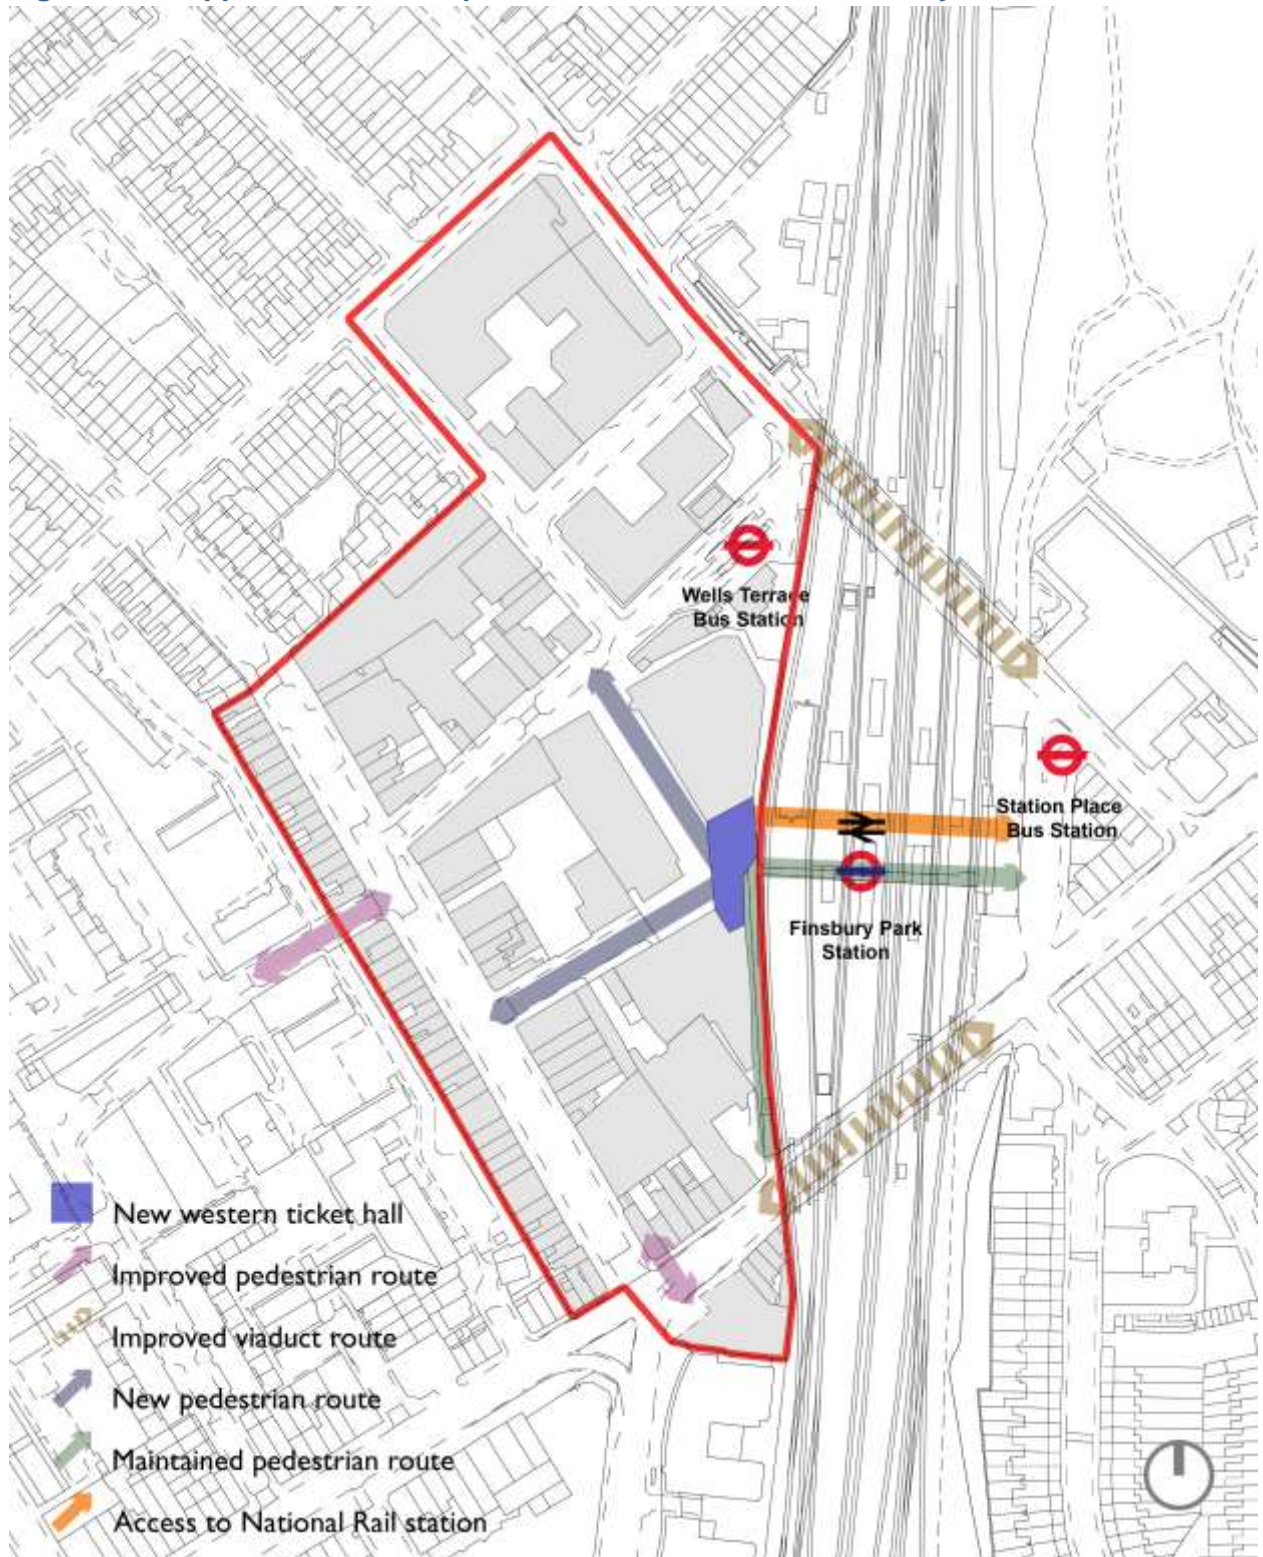 Wells Terrace
Bus Station
Station Place
Bus Station
Finsbury Park
Station
New western ticket hall
Improved pedestrian route
Improved viaduct route
New pedestrian route
Maintained pedestrian route
Access to National Rail station